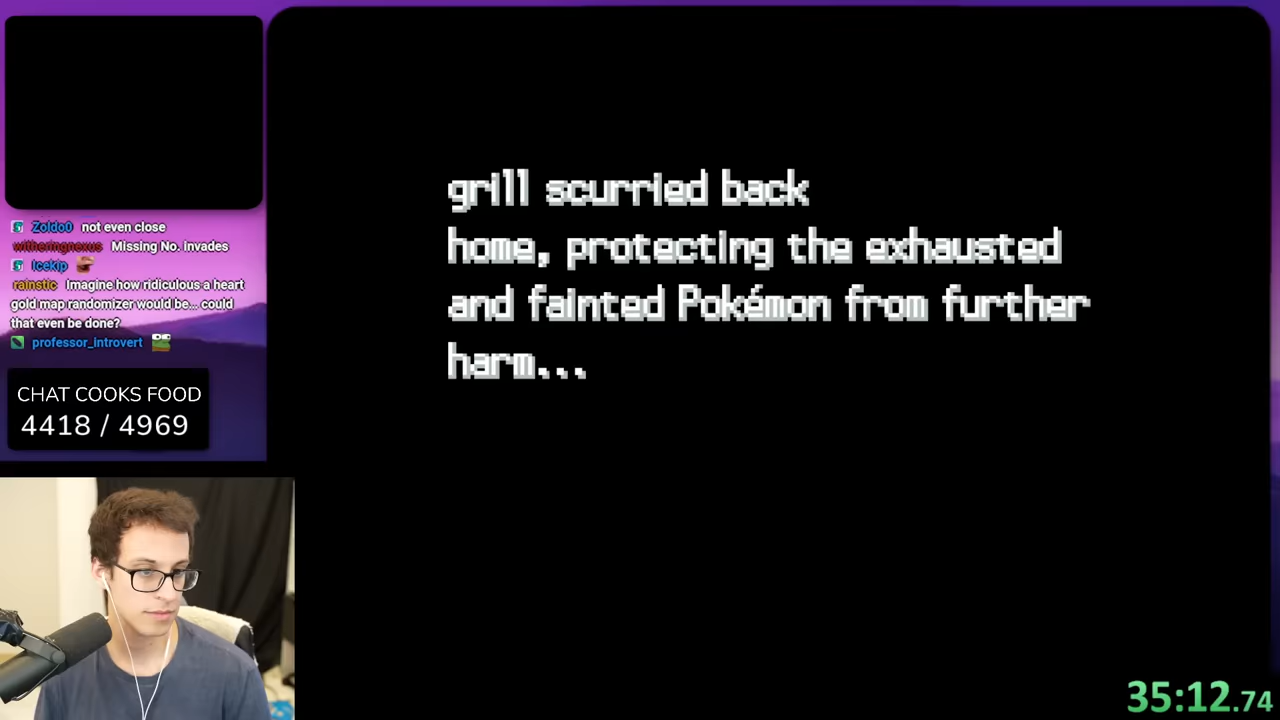 Zoldo0 not even close
witheringnexus Missing No. invades
Icekip
rainstic Imagine how ridiculous a heart
gold map randomizer would be... could
that even be done?
professor_introvert
CHAT COOKS FOOD
4418 / 4969
grill scurried back
home, protecting the exhausted
and fainted Pokémon from further
harm...
35:12.74